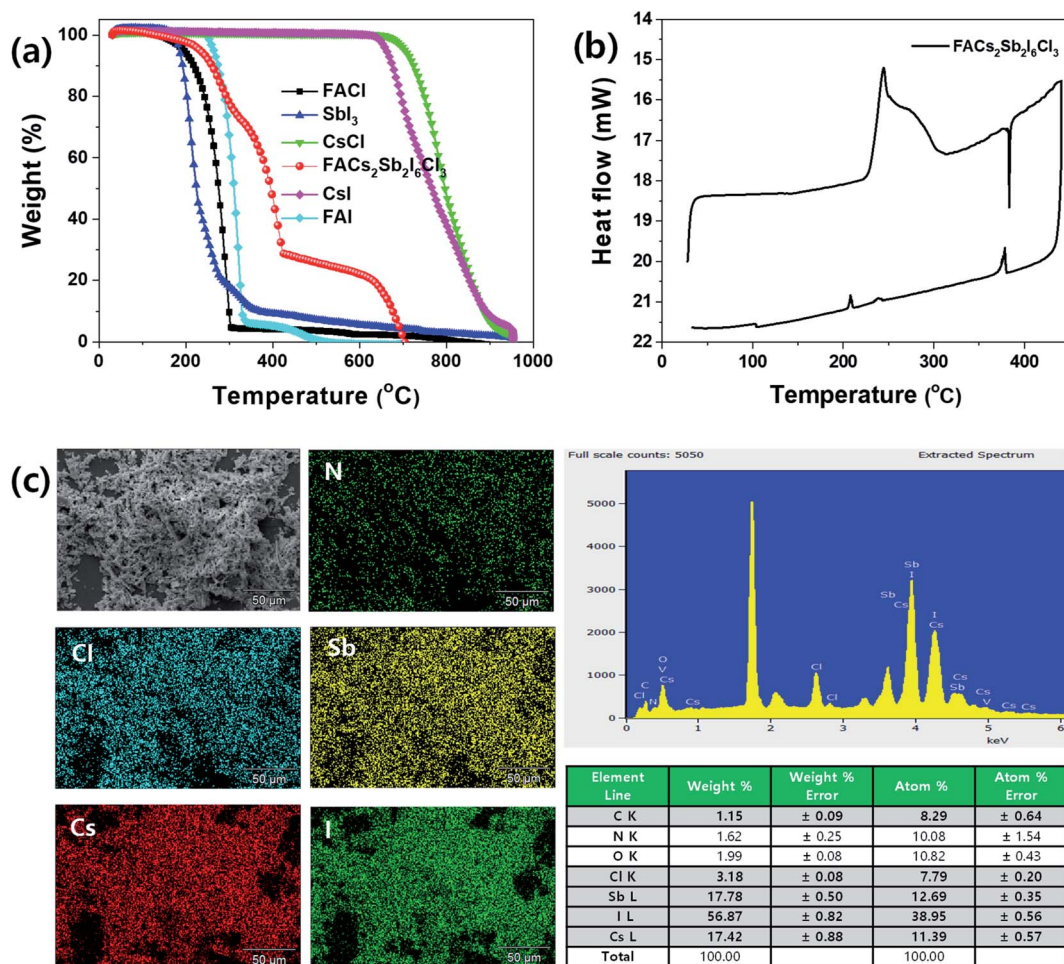 (a)
100
80
60
40
20
0
Weight (%)
FACl
SbI₃
CsCl
FACs₂Sb₂I₆Cl₃
CsI
FAI
0 200 400 600 800 1000
Temperature (°C)
(b)
FACs₂Sb₂I₆Cl₃
14
15
16
17
18
19
20
21
22
Heat flow (mW)
0 100 200 300 400
Temperature (°C)
(c)
50 μm
N
50 μm
Cl
50 μm
Sb
50 μm
Cs
50 μm
I
50 μm
Full scale counts: 5050 Extracted Spectrum
5000
4000
3000
2000
1000
0
Sb
I
Sb
Cs
I
Cs
O
V
Cs
C
Cl
N
Cs
Cl
Cl
Cs
Sb
Cs
V
Cs
Cs
0 1 2 3 4 5 6
keV
Element Line Weight % Weight % Error Atom % Atom % Error
C K 1.15 ± 0.09 8.29 ± 0.64
N K 1.62 ± 0.25 10.08 ± 1.54
O K 1.99 ± 0.08 10.82 ± 0.43
Cl K 3.18 ± 0.08 7.79 ± 0.20
Sb L 17.78 ± 0.50 12.69 ± 0.35
I L 56.87 ± 0.82 38.95 ± 0.56
Cs L 17.42 ± 0.88 11.39 ± 0.57
Total 100.00 100.00